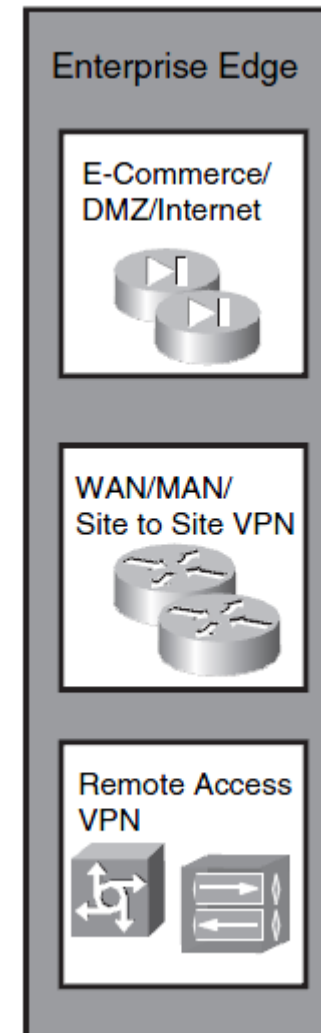 Enterprise Edge
E-Commerce/
DMZ/Internet
WAN/MAN/
Site to Site VPN
Remote Access
VPN